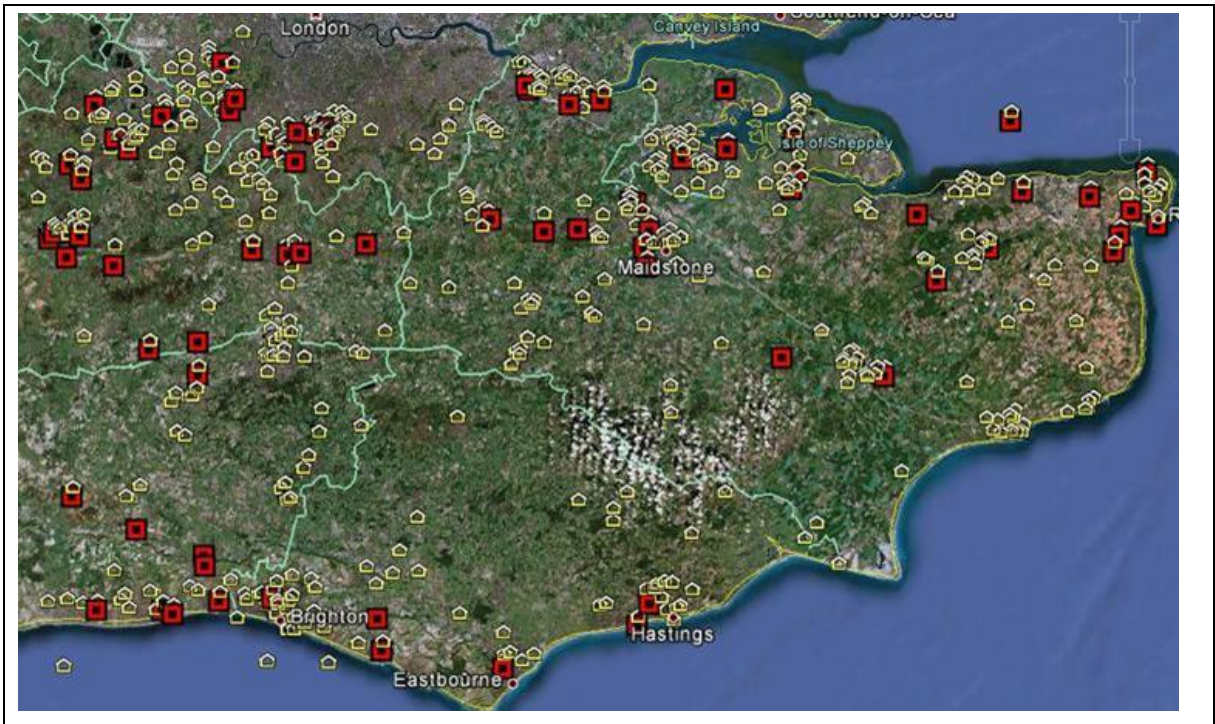 London
Southend-on-Sea
Canvey Island
Isle of Sheppey
R
Maidstone
Brighton
Hastings
Eastbourne